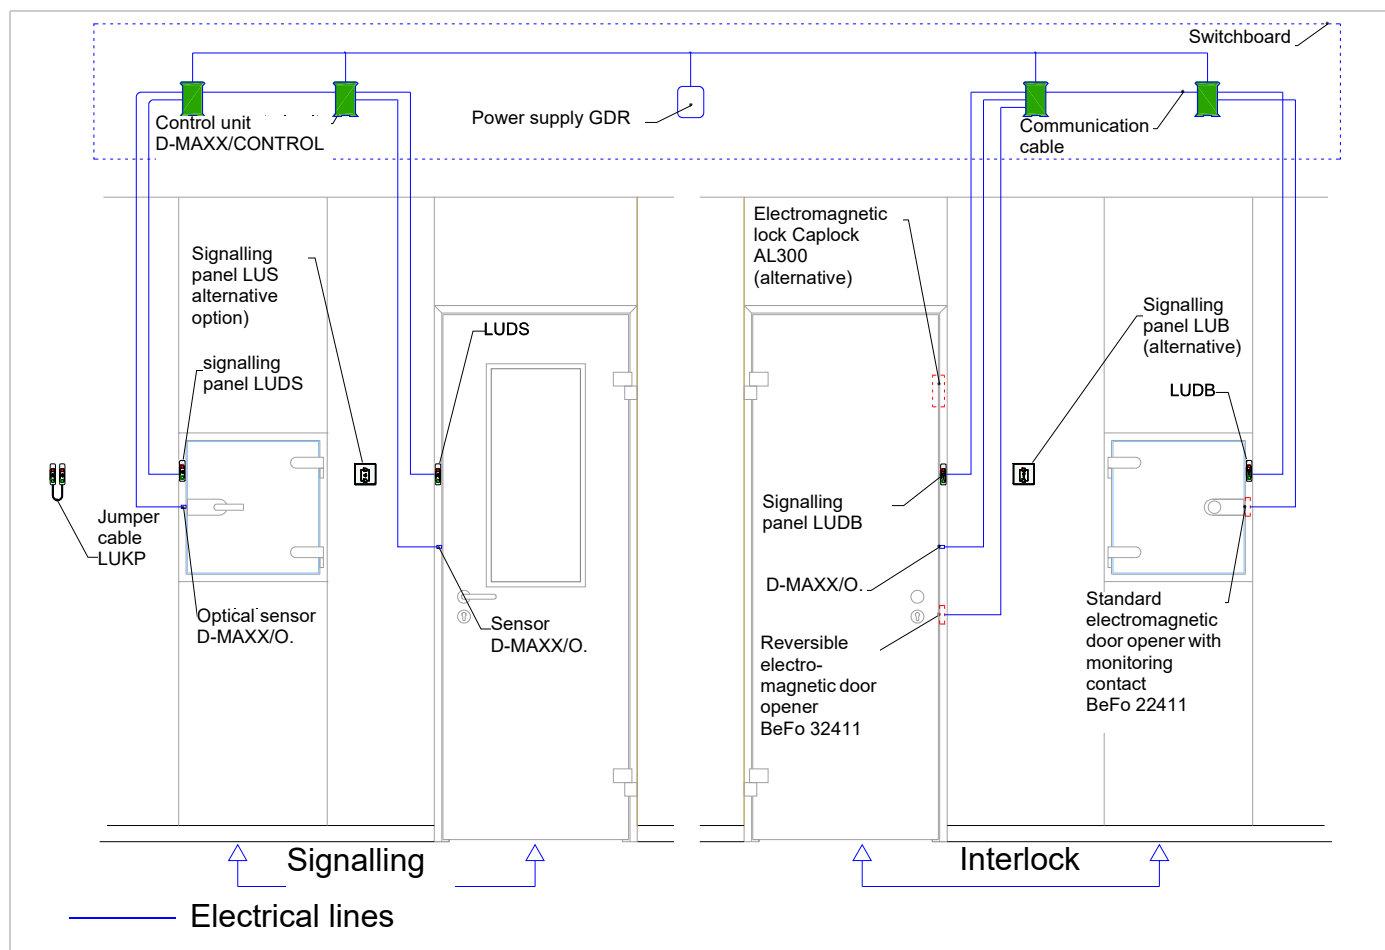 Switchboard
Control unit
D-MAXX/CONTROL
Power supply GDR
Communication
cable
Signalling
panel LUS
alternative
option)
signalling
panel LUDS
LUDS
Electromagnetic
lock Caplock
AL300
(alternative)
Signalling
panel LUB
(alternative)
LUDB
Jumper
cable
LUKP
Signalling
panel LUDB
D-MAXX/O.
Optical sensor
D-MAXX/O.
Sensor
D-MAXX/O.
Reversible
electro-
magnetic door
opener
BeFo 32411
Standard
electromagnetic
door opener with
monitoring
contact
BeFo 22411
Signalling
Interlock
Electrical lines